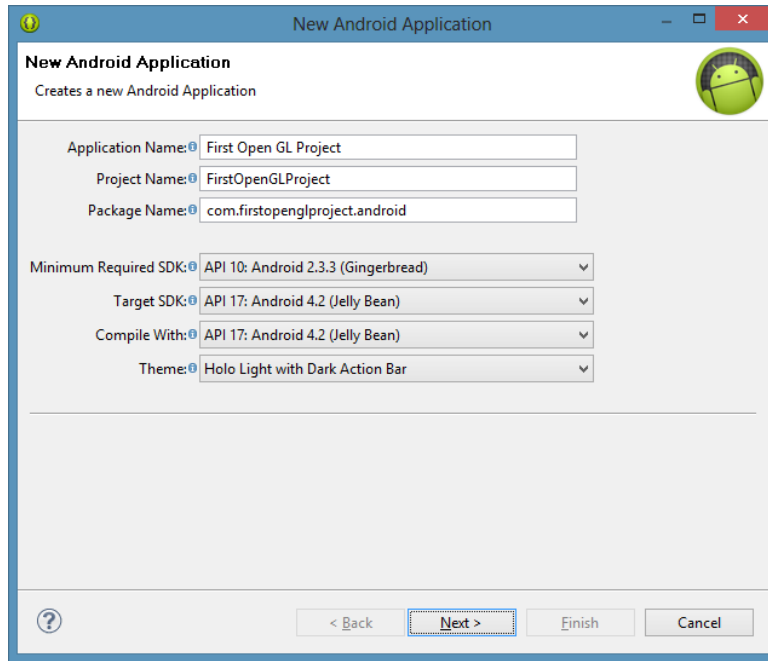 New Android Application
New Android Application
Creates a new Android Application
Application Name: First Open GL Project
Project Name: FirstOpenGLProject
Package Name: com.firstopenglproject.android
Minimum Required SDK: API 10: Android 2.3.3 (Gingerbread)
Target SDK: API 17: Android 4.2 (Jelly Bean)
Compile With: API 17: Android 4.2 (Jelly Bean)
Theme: Holo Light with Dark Action Bar
? < Back Next > Finish Cancel